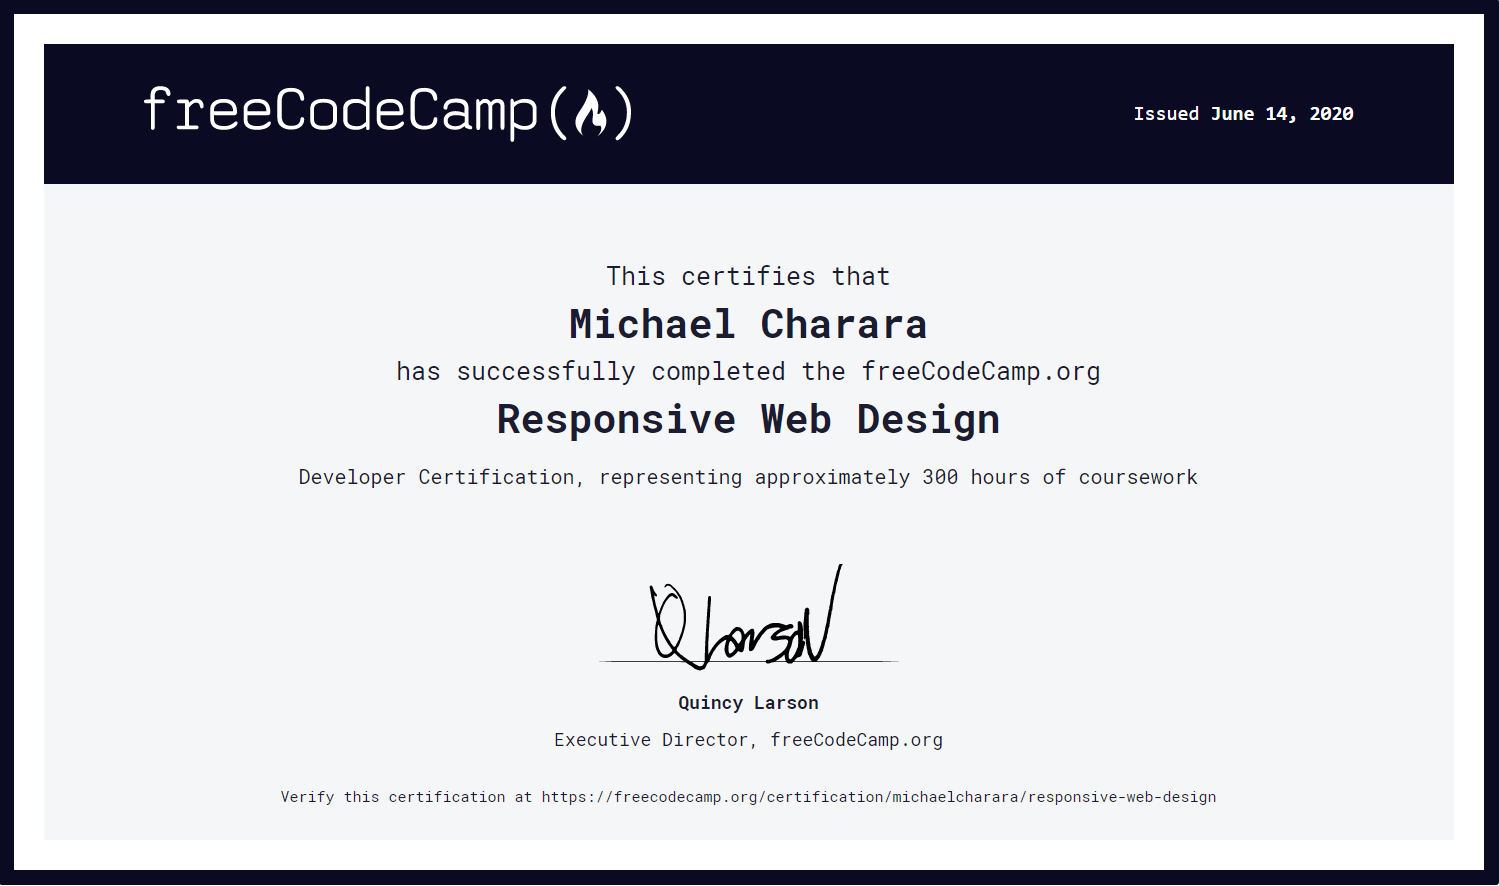 freeCodeCamp(🔥)
Issued June 14, 2020
This certifies that
Michael Charara
has successfully completed the freeCodeCamp.org
Responsive Web Design
Developer Certification, representing approximately 300 hours of coursework
Q Larson
Quincy Larson
Executive Director, freeCodeCamp.org
Verify this certification at https://freecodecamp.org/certification/michaelcharara/responsive-web-design